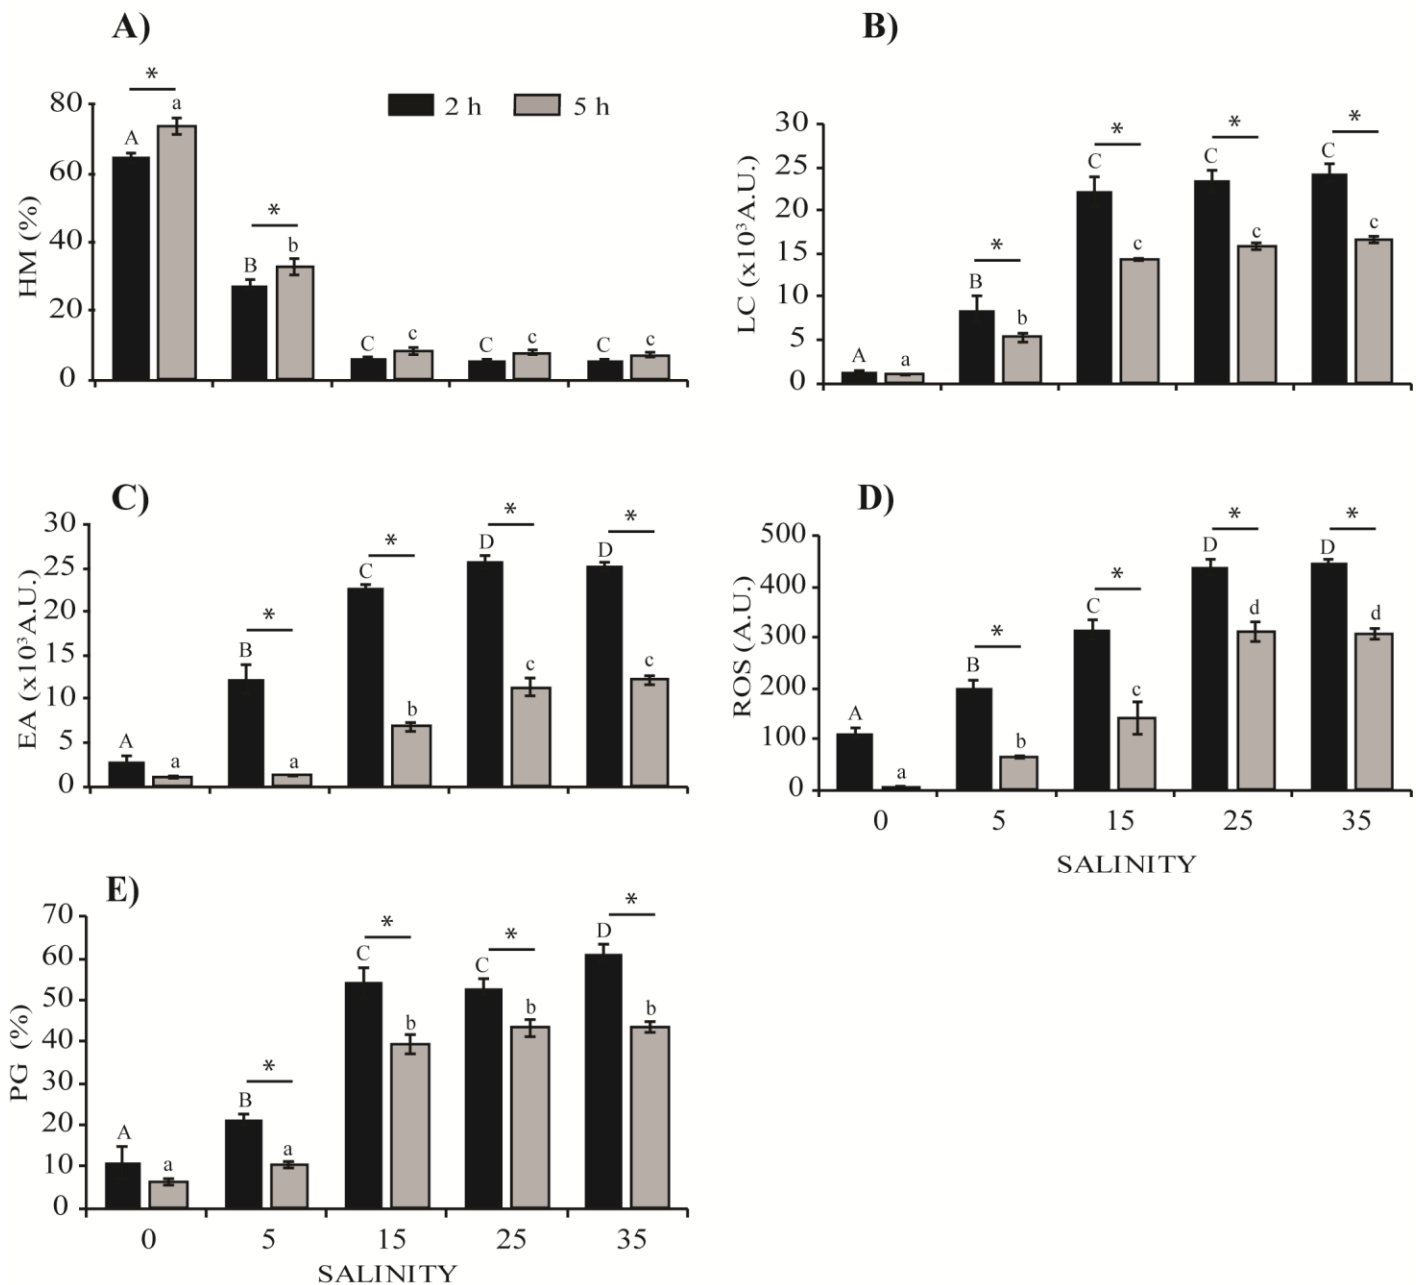 A)
HM (%)
80
60
40
20
0
2 h
5 h
*
A
a
*
B
b
C
c
C
c
C
c
B)
LC (x10³A.U.)
30
25
20
15
10
5
0
A
a
*
B
b
*
C
c
*
C
c
*
C
c
C)
EA (x10³A.U.)
30
25
20
15
10
5
0
A
a
*
B
a
*
C
b
*
D
c
*
D
c
D)
ROS (A.U.)
500
400
300
200
100
0
A
a
*
B
b
*
C
c
*
D
d
*
D
d
0 5 15 25 35
SALINITY
E)
PG (%)
70
60
50
40
30
20
10
0
A
a
*
B
a
*
C
b
*
C
b
*
D
b
0 5 15 25 35
SALINITY